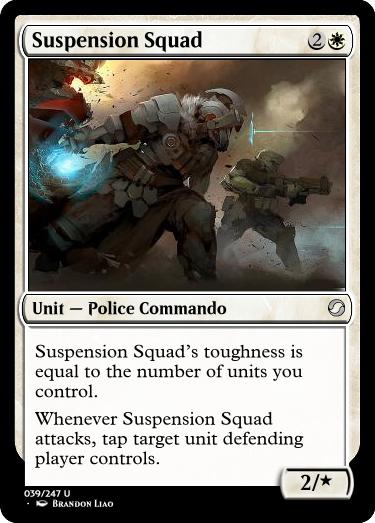 Suspension Squad 2
Unit — Police Commando
Suspension Squad's toughness is
equal to the number of units you
control.
Whenever Suspension Squad
attacks, tap target unit defending
player controls.
2/★
039/247 U
· Brandon Liao